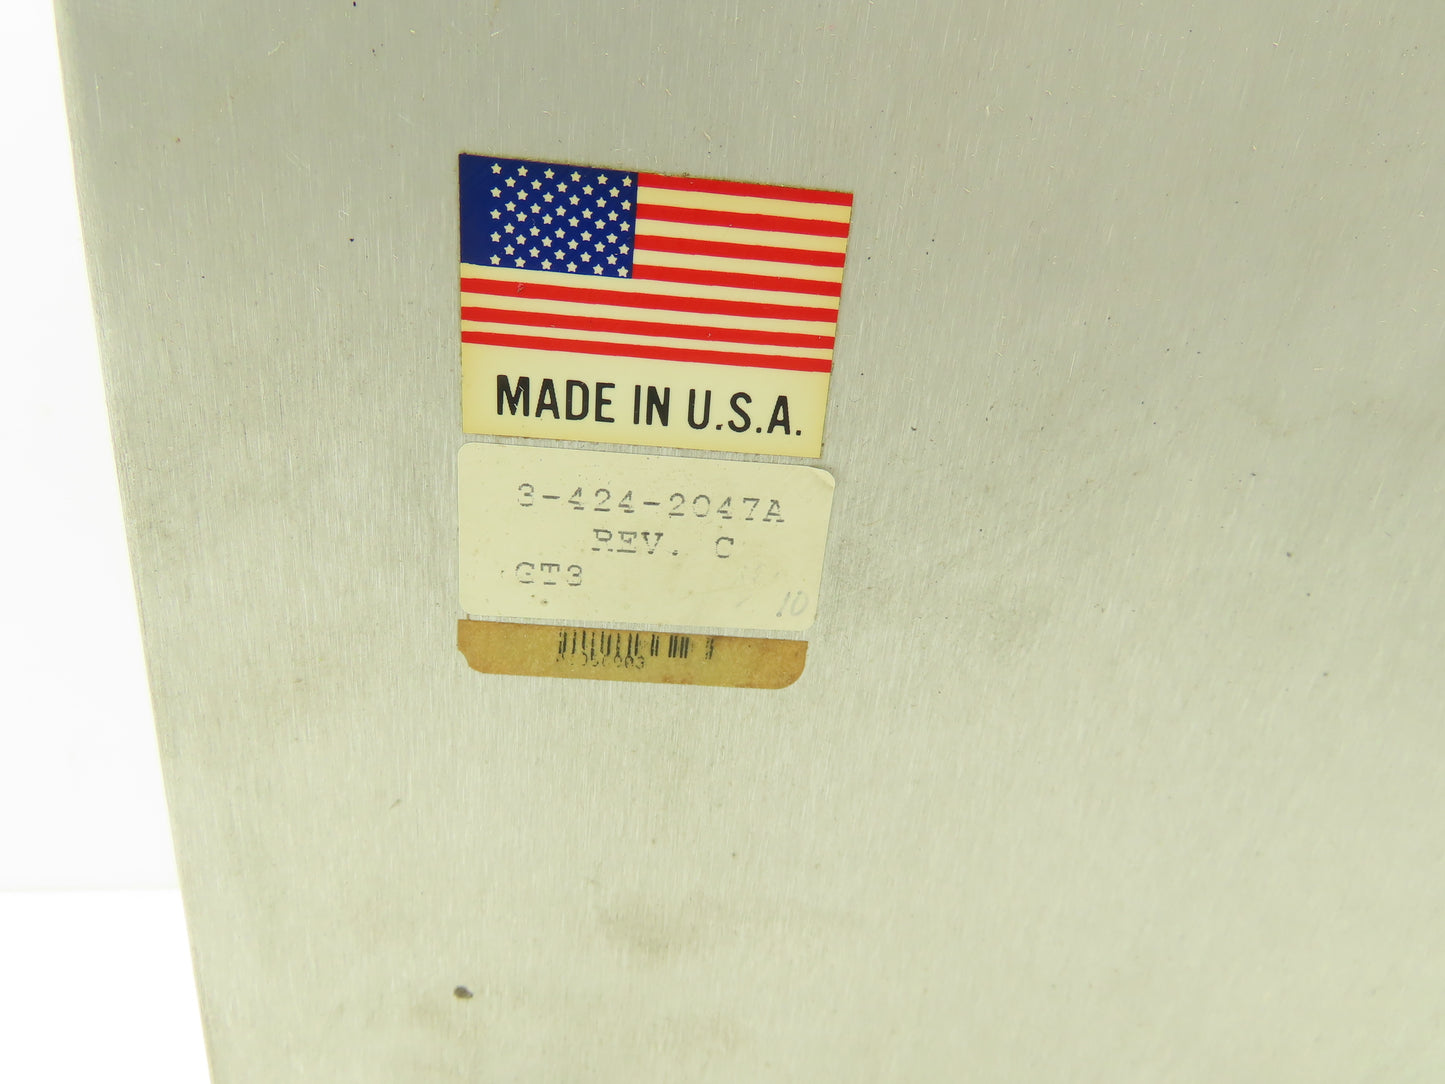 MADE IN U.S.A.
3-424-2047A
REV. C
GT3
10